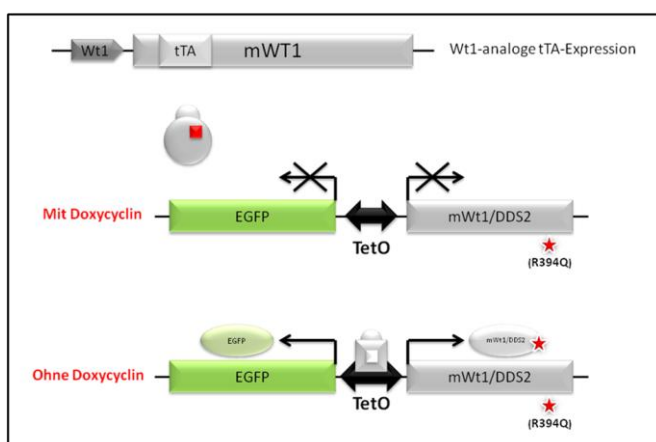 Wt1
tTA
mWT1
Wt1-analoge tTA-Expression
Mit Doxycyclin
EGFP
TetO
mWt1/DDS2
(R394Q)
EGFP
mWt1/DDS2
Ohne Doxycyclin
EGFP
TetO
mWt1/DDS2
(R394Q)